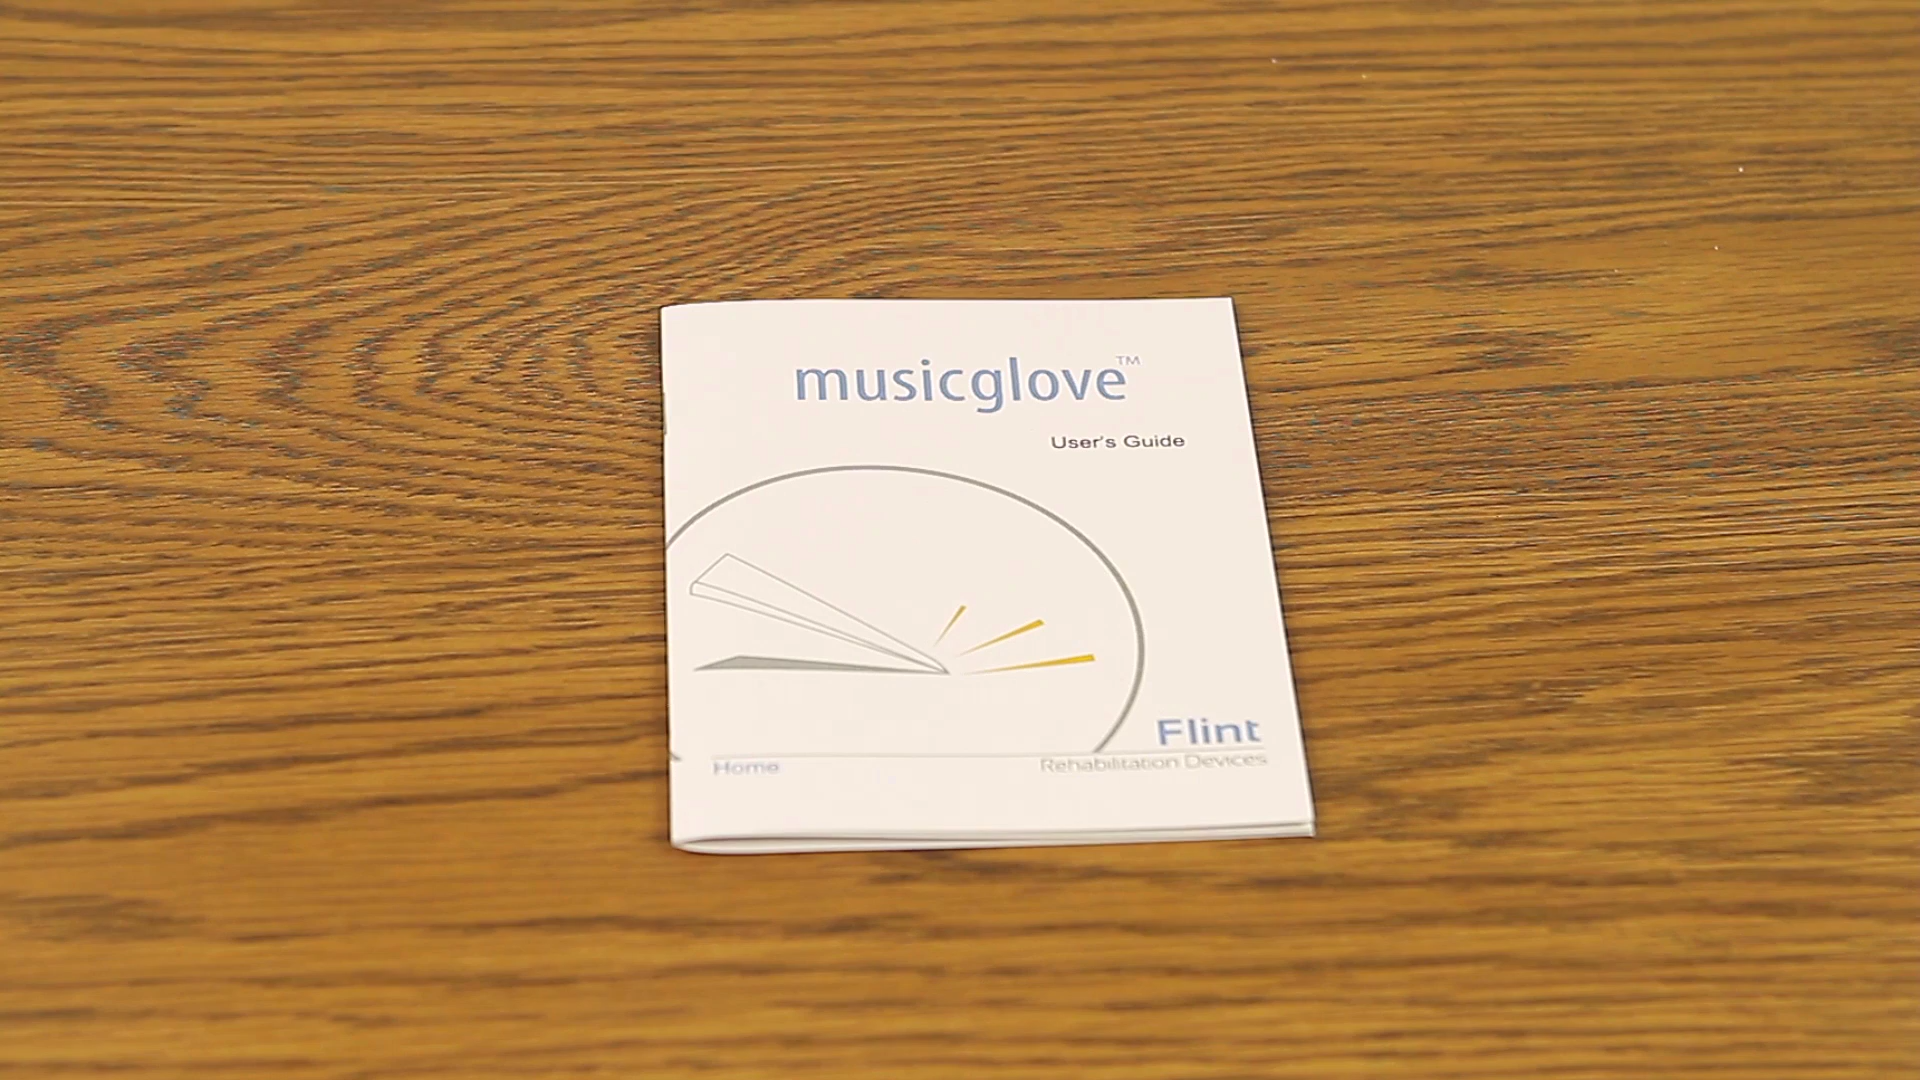 musicglove™
User's Guide
Flint
Home
Rehabilitation Devices